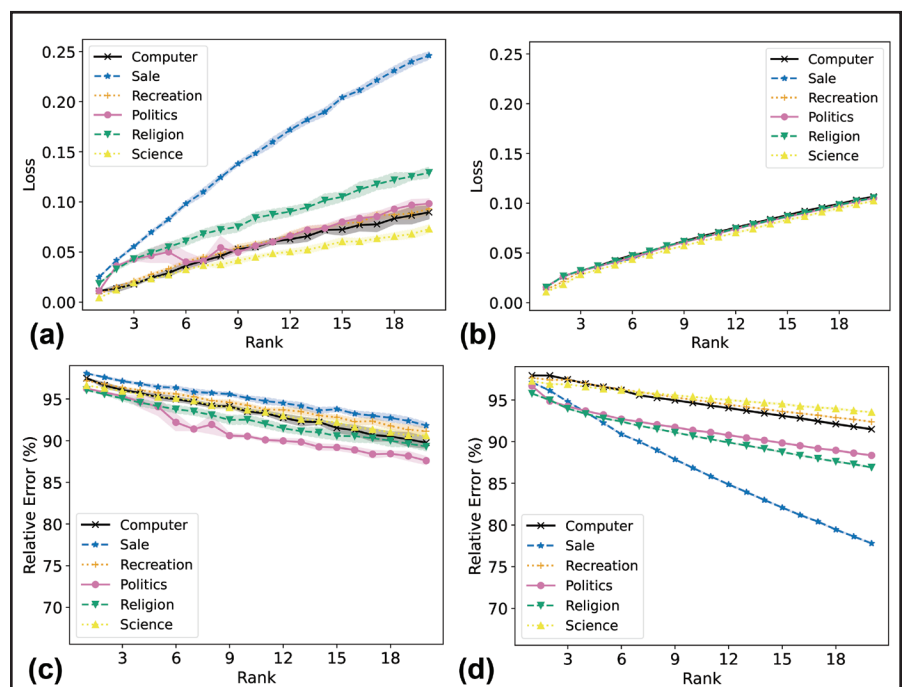 0.25
0.20
0.15
0.10
0.05
0.00
Loss
Computer
Sale
Recreation
Politics
Religion
Science
3 6 9 12 15 18
Rank
(a)
0.25
0.20
0.15
0.10
0.05
0.00
Loss
Computer
Sale
Recreation
Politics
Religion
Science
3 6 9 12 15 18
Rank
(b)
95
90
85
80
75
70
Relative Error (%)
Computer
Sale
Recreation
Politics
Religion
Science
3 6 9 12 15 18
Rank
(c)
95
90
85
80
75
70
Relative Error (%)
Computer
Sale
Recreation
Politics
Religion
Science
3 6 9 12 15 18
Rank
(d)